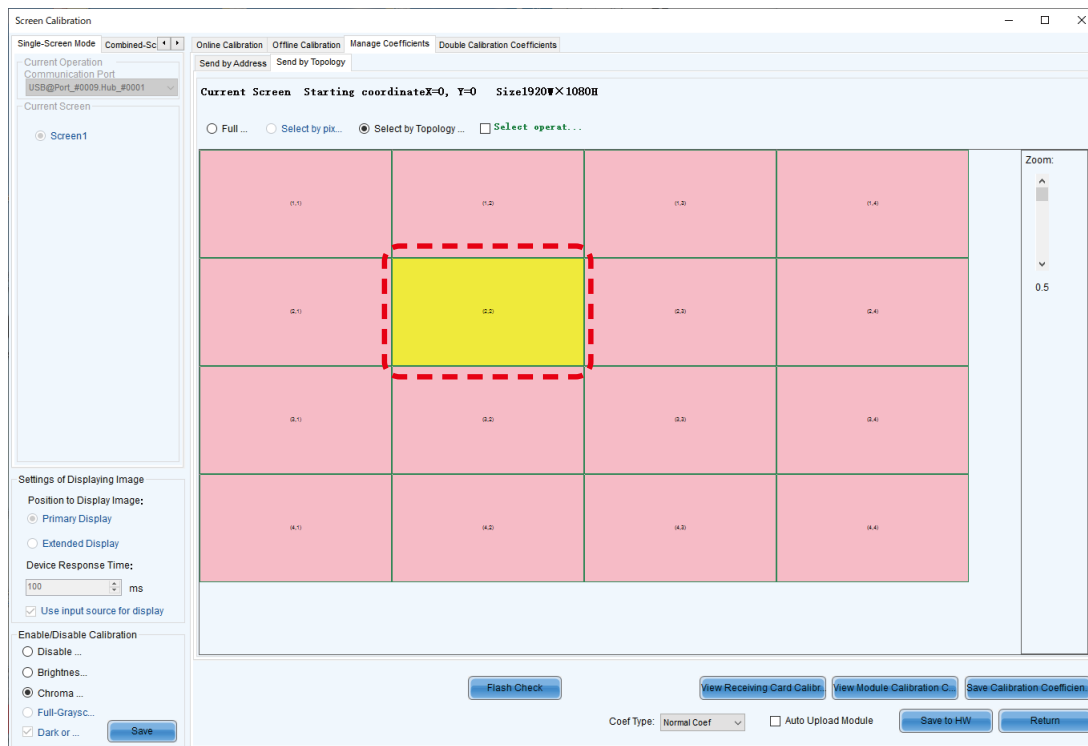 Screen Calibration
Single-Screen Mode
Combined-Sc
Current Operation
Communication Port
USB@Port_#0009.Hub_#0001
Current Screen
Screen1
Settings of Displaying Image
Position to Display Image:
Primary Display
Extended Display
Device Response Time:
100 ms
Use input source for display
Enable/Disable Calibration
Disable ...
Brightnes...
Chroma ...
Full-Graysc...
Dark or ...
Save
Online Calibration
Offline Calibration
Manage Coefficients
Double Calibration Coefficients
Send by Address
Send by Topology
Current Screen Starting coordinateX=0, Y=0 Size1920W×1080H
Full ...
Select by pix...
Select by Topology ...
Select operat...
(1,1) (1,2) (1,3) (1,4)
(2,1) (2,2) (2,3) (2,4)
(3,1) (3,2) (3,3) (3,4)
(4,1) (4,2) (4,3) (4,4)
Zoom:
0.5
Flash Check
View Receiving Card Calibr...
View Module Calibration C...
Save Calibration Coefficien...
Coef Type: Normal Coef
Auto Upload Module
Save to HW
Return